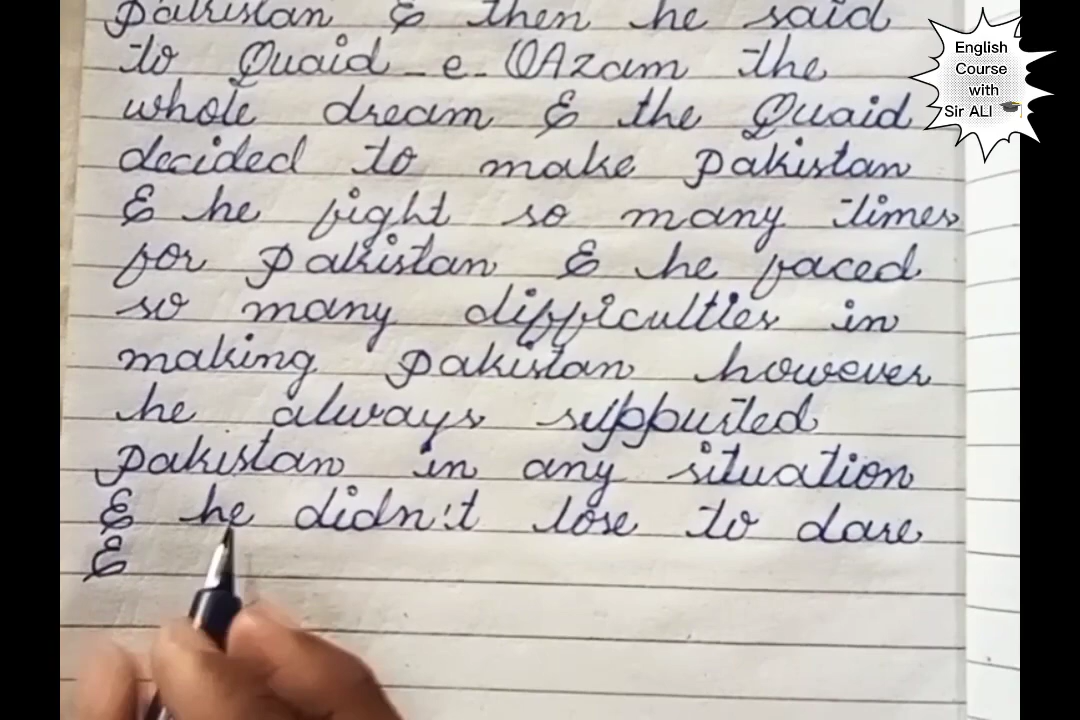 Pakistan & then he said
to Quaid-e-Azam the
whole dream & the Quaid
decided to make Pakistan
& he fight so many times
for Pakistan & he faced
so many difficulties in
making Pakistan however
he always suppurted
Pakistan in any situation
& he didn't lose to dare
&
English
Course
with
Sir ALI 🎓